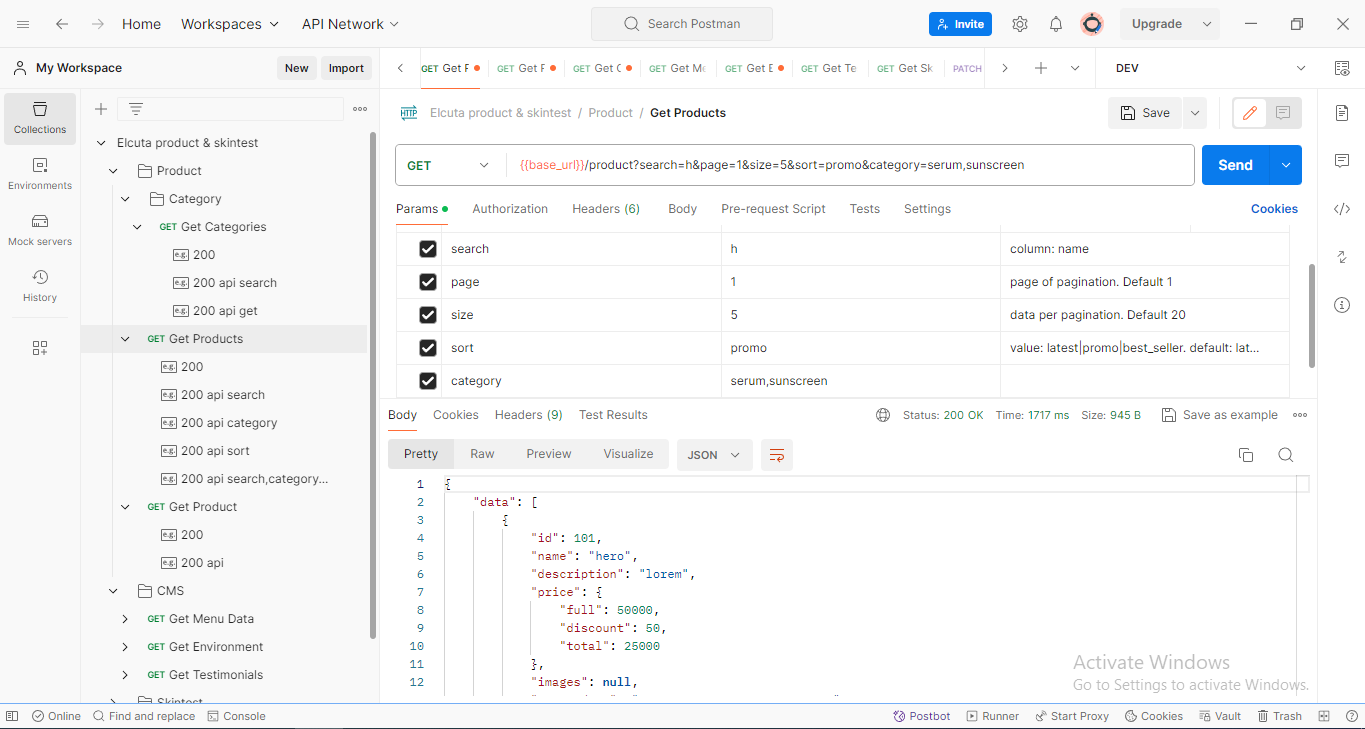 Home Workspaces API Network Search Postman Invite Upgrade
My Workspace New Import
GET Get F GET Get F GET Get C GET Get Me GET Get E GET Get Te GET Get Sk PATCH DEV
Collections
Environments
Mock servers
History
Elcuta product & skintest
Product
Category
GET Get Categories
e.g. 200
e.g. 200 api search
e.g. 200 api get
GET Get Products
e.g. 200
e.g. 200 api search
e.g. 200 api category
e.g. 200 api sort
e.g. 200 api search,category...
GET Get Product
e.g. 200
e.g. 200 api
CMS
GET Get Menu Data
GET Get Environment
GET Get Testimonials
Skintest
HTTP Elcuta product & skintest / Product / Get Products Save
GET {{base_url}}/product?search=h&page=1&size=5&sort=promo&category=serum,sunscreen Send
Params Authorization Headers (6) Body Pre-request Script Tests Settings Cookies
search h column: name
page 1 page of pagination. Default 1
size 5 data per pagination. Default 20
sort promo value: latest|promo|best_seller. default: lat...
category serum,sunscreen
Body Cookies Headers (9) Test Results Status: 200 OK Time: 1717 ms Size: 945 B Save as example
Pretty Raw Preview Visualize JSON
1 {
2 "data": [
3 {
4 "id": 101,
5 "name": "hero",
6 "description": "lorem",
7 "price": {
8 "full": 50000,
9 "discount": 50,
10 "total": 25000
11 },
12 "images": null,
Activate Windows
Go to Settings to activate Windows.
Online Find and replace Console Postbot Runner Start Proxy Cookies Vault Trash